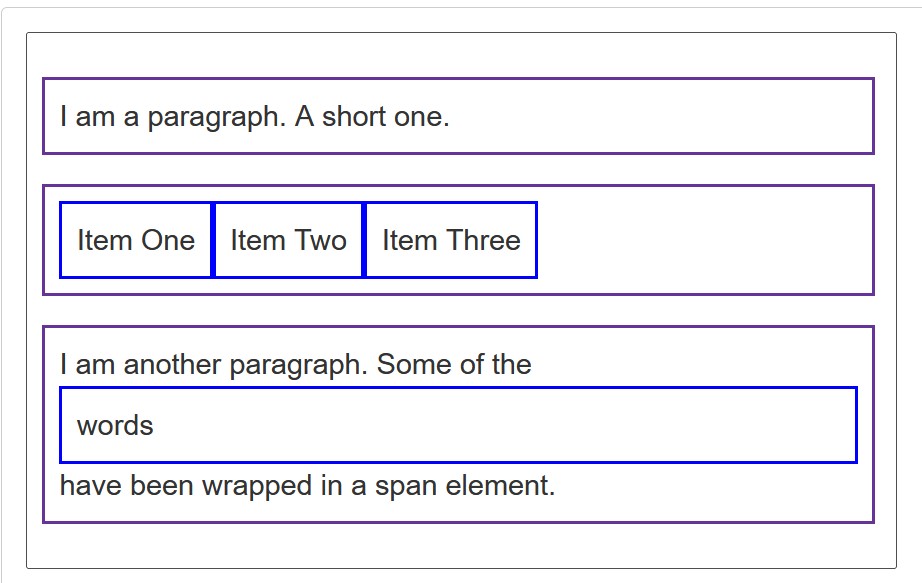 I am a paragraph. A short one.
Item One Item Two Item Three
I am another paragraph. Some of the
words
have been wrapped in a span element.